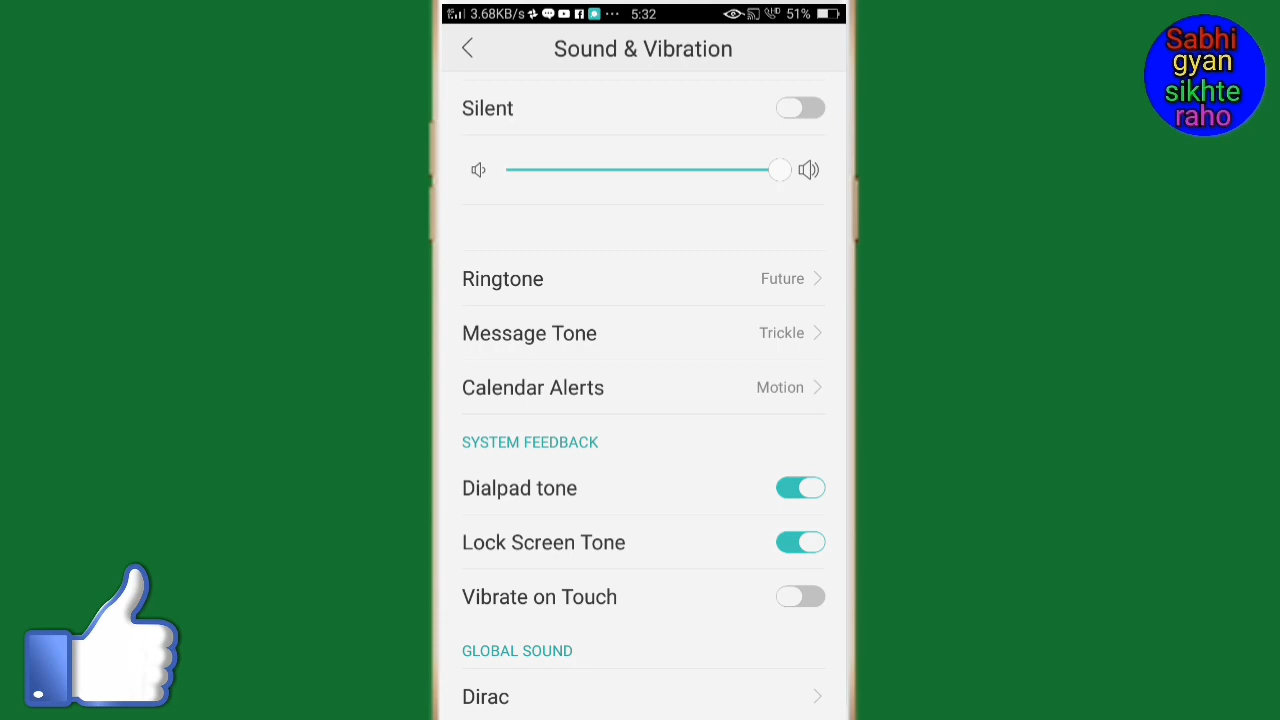 3.68KB/s ... 5:32 51%
Sound & Vibration
Silent
Ringtone Future
Message Tone Trickle
Calendar Alerts Motion
SYSTEM FEEDBACK
Dialpad tone
Lock Screen Tone
Vibrate on Touch
GLOBAL SOUND
Dirac
Sabhi
gyan
sikhte
raho